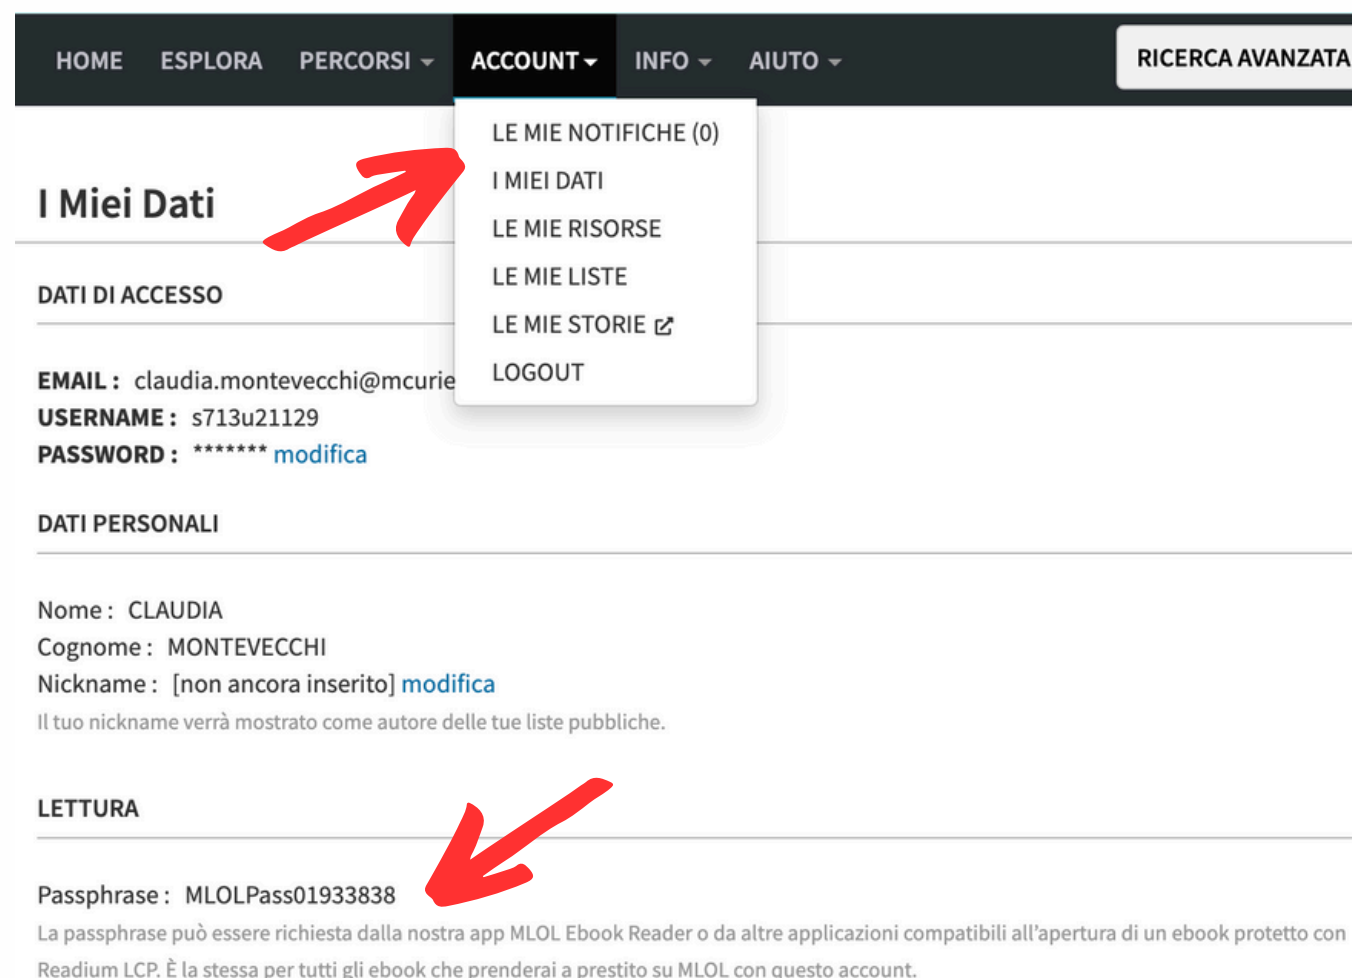 HOME ESPLORA PERCORSI ACCOUNT INFO AIUTO RICERCA AVANZATA
LE MIE NOTIFICHE (0)
I MIEI DATI
LE MIE RISORSE
LE MIE LISTE
LE MIE STORIE
LOGOUT
I Miei Dati
DATI DI ACCESSO
EMAIL : claudia.montevecchi@mcurie
USERNAME : s713u21129
PASSWORD : ******* modifica
DATI PERSONALI
Nome : CLAUDIA
Cognome : MONTEVECCHI
Nickname : [non ancora inserito] modifica
Il tuo nickname verrà mostrato come autore delle tue liste pubbliche.
LETTURA
Passphrase : MLOLPass01933838
La passphrase può essere richiesta dalla nostra app MLOL Ebook Reader o da altre applicazioni compatibili all'apertura di un ebook protetto con
Readium LCP. È la stessa per tutti gli ebook che prenderai a prestito su MLOL con questo account.